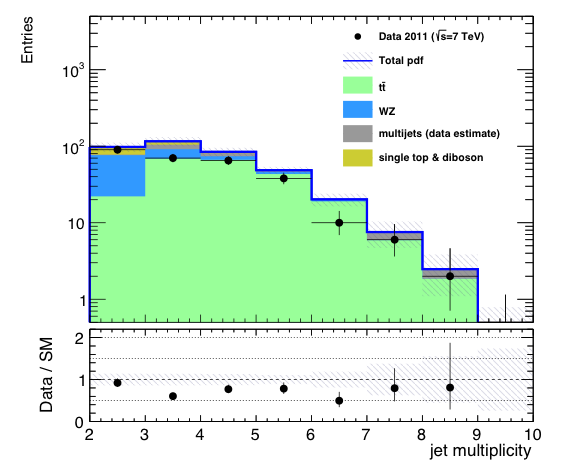 Entries
Data 2011 (√s=7 TeV)
Total pdf
tt̄
WZ
multijets (data estimate)
single top & diboson
10³
10²
10
1
Data / SM
2
1
0
2 3 4 5 6 7 8 9 10
jet multiplicity